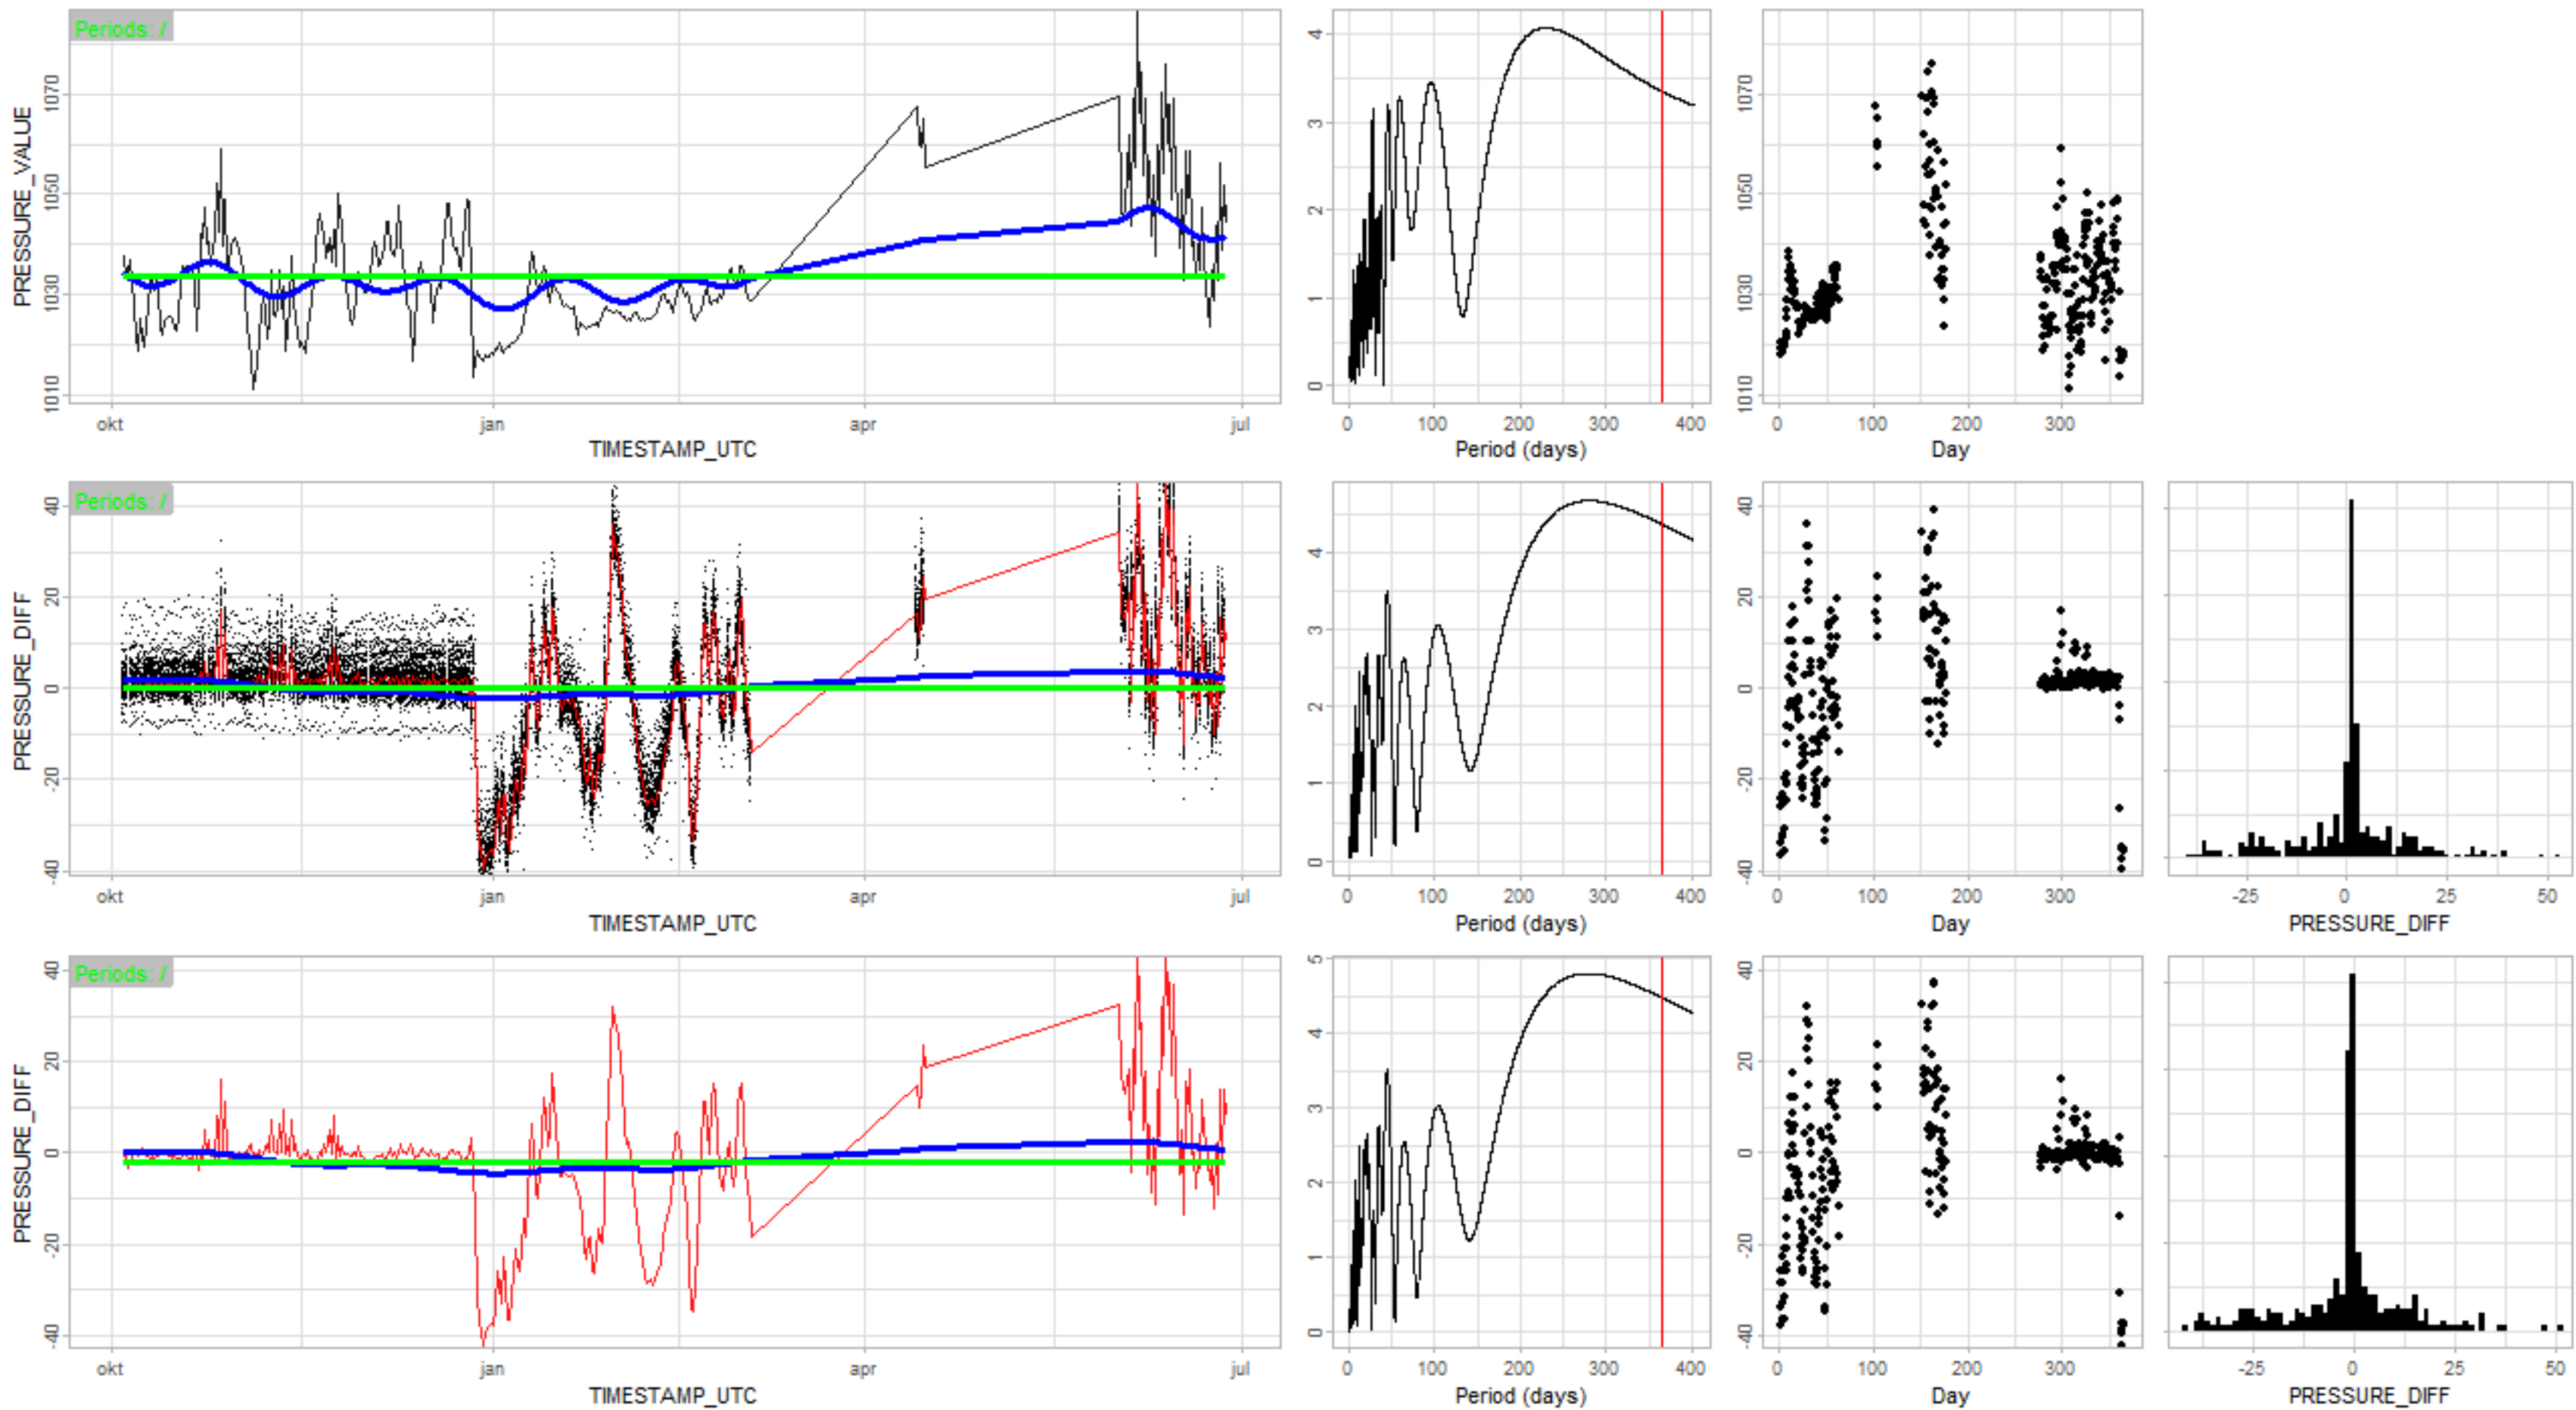 Periods: /
PRESSURE_VALUE
1010 1030 1050 1070
okt jan apr jul
TIMESTAMP_UTC
0 1 2 3 4
0 100 200 300 400
Period (days)
1010 1030 1050 1070
0 100 200 300
Day
Periods: /
PRESSURE_DIFF
-40 -20 0 20 40
okt jan apr jul
TIMESTAMP_UTC
0 1 2 3 4
0 100 200 300 400
Period (days)
-40 -20 0 20 40
0 100 200 300
Day
-25 0 25 50
PRESSURE_DIFF
Periods: /
PRESSURE_DIFF
-40 -20 0 20 40
okt jan apr jul
TIMESTAMP_UTC
0 1 2 3 4 5
0 100 200 300 400
Period (days)
-40 -20 0 20 40
0 100 200 300
Day
-25 0 25 50
PRESSURE_DIFF